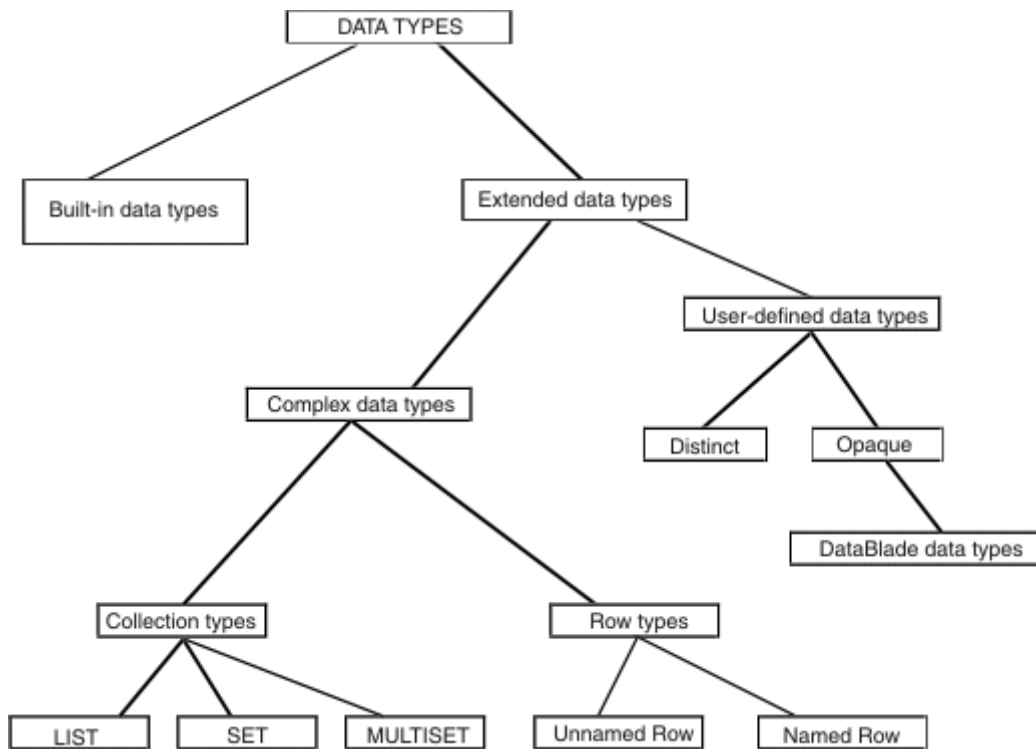 DATA TYPES
Built-in data types
Extended data types
User-defined data types
Complex data types
Distinct
Opaque
DataBlade data types
Collection types
Row types
LIST
SET
MULTISET
Unnamed Row
Named Row